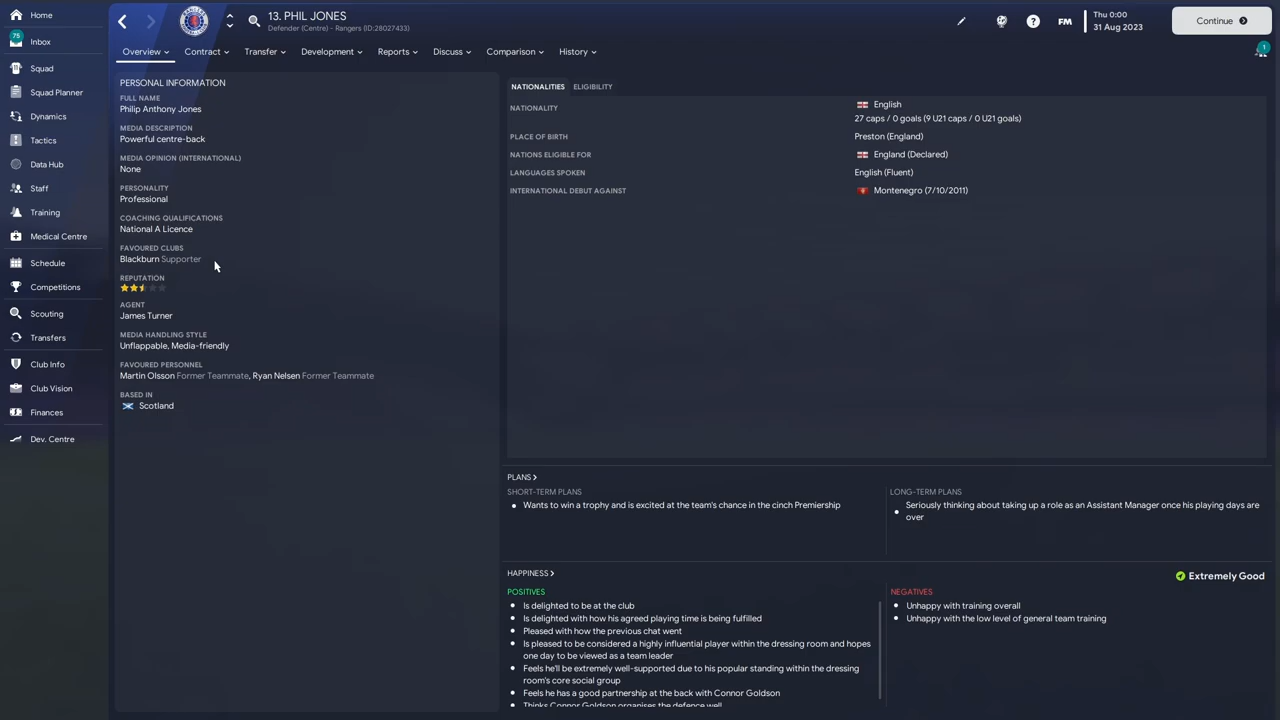 Home
75
Inbox
Squad
Squad Planner
Dynamics
Tactics
Data Hub
Staff
Training
Medical Centre
Schedule
Competitions
Scouting
Transfers
Club Info
Club Vision
Finances
Dev. Centre
13. PHIL JONES
Defender (Centre) - Rangers (ID:28027433)
FM
Thu 0:00
31 Aug 2023
Continue
Overview
Contract
Transfer
Development
Reports
Discuss
Comparison
History
1
PERSONAL INFORMATION
FULL NAME
Philip Anthony Jones
MEDIA DESCRIPTION
Powerful centre-back
MEDIA OPINION (INTERNATIONAL)
None
PERSONALITY
Professional
COACHING QUALIFICATIONS
National A Licence
FAVOURED CLUBS
Blackburn Supporter
REPUTATION
AGENT
James Turner
MEDIA HANDLING STYLE
Unflappable, Media-friendly
FAVOURED PERSONNEL
Martin Olsson Former Teammate, Ryan Nelsen Former Teammate
BASED IN
Scotland
NATIONALITIES ELIGIBILITY
NATIONALITY English
27 caps / 0 goals (9 U21 caps / 0 U21 goals)
PLACE OF BIRTH Preston (England)
NATIONS ELIGIBLE FOR England (Declared)
LANGUAGES SPOKEN English (Fluent)
INTERNATIONAL DEBUT AGAINST Montenegro (7/10/2011)
PLANS >
SHORT-TERM PLANS
Wants to win a trophy and is excited at the team's chance in the cinch Premiership
LONG-TERM PLANS
Seriously thinking about taking up a role as an Assistant Manager once his playing days are
over
HAPPINESS >
Extremely Good
POSITIVES
Is delighted to be at the club
Is delighted with how his agreed playing time is being fulfilled
Pleased with how the previous chat went
Is pleased to be considered a highly influential player within the dressing room and hopes
one day to be viewed as a team leader
Feels he'll be extremely well-supported due to his popular standing within the dressing
room's core social group
Feels he has a good partnership at the back with Connor Goldson
Thinks Connor Goldson organises the defence well
NEGATIVES
Unhappy with training overall
Unhappy with the low level of general team training